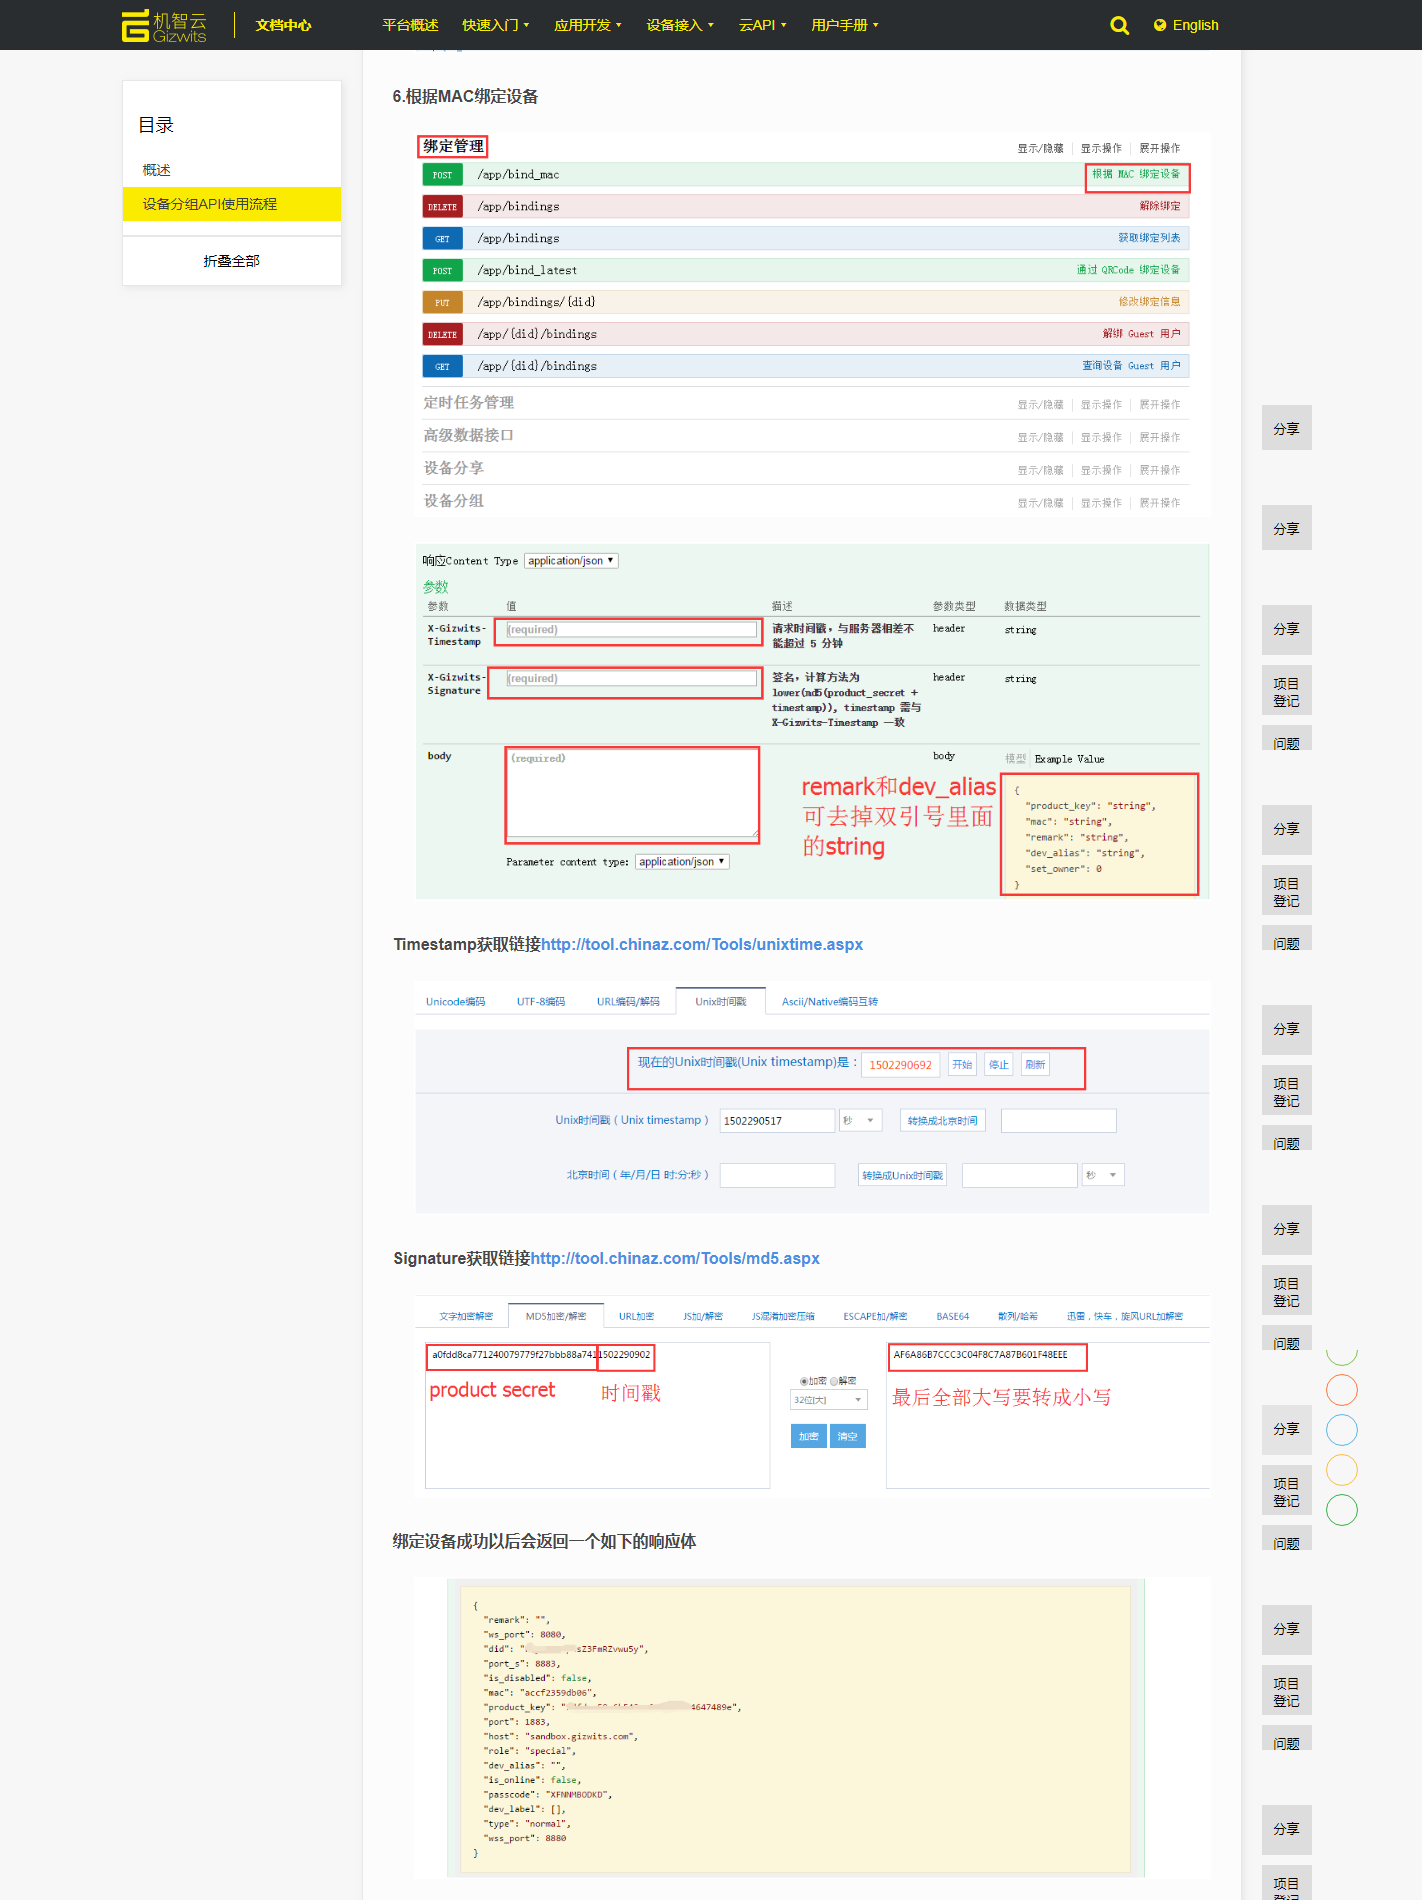 机智云
Gizwits
文档中心
平台概述
快速入门
应用开发
设备接入
云API
用户手册
English
目录
概述
设备分组API使用流程
折叠全部
6.根据MAC绑定设备
绑定管理
显示/隐藏 显示操作 展开操作
POST /app/bind_mac 根据 MAC 绑定设备
DELETE /app/bindings 解除绑定
GET /app/bindings 获取绑定列表
POST /app/bind_latest 通过 QRCode 绑定设备
PUT /app/bindings/{did} 修改绑定信息
DELETE /app/{did}/bindings 解绑 Guest 用户
GET /app/{did}/bindings 查询设备 Guest 用户
定时任务管理 显示/隐藏 显示操作 展开操作
高级数据接口 显示/隐藏 显示操作 展开操作
设备分享 显示/隐藏 显示操作 展开操作
设备分组 显示/隐藏 显示操作 展开操作
响应Content Type application/json
参数
参数 值 描述 参数类型 数据类型
X-Gizwits-
Timestamp
(required)
请求时间戳，与服务器相差不
能超过 5 分钟
header
string
X-Gizwits-
Signature
(required)
签名，计算方法为
lower(md5(product_secret +
timestamp)), timestamp 需与
X-Gizwits-Timestamp 一致
header
string
body
(required)
body
模型 Example Value
{
"product_key": "string",
"mac": "string",
"remark": "string",
"dev_alias": "string",
"set_owner": 0
}
remark和dev_alias
可去掉双引号里面
的string
Parameter content type: application/json
Timestamp获取链接http://tool.chinaz.com/Tools/unixtime.aspx
Unicode编码 UTF-8编码 URL编码/解码 Unix时间戳 Ascii/Native编码互转
现在的Unix时间戳(Unix timestamp)是： 1502290692 开始 停止 刷新
Unix时间戳（Unix timestamp） 1502290517 秒 转换成北京时间
北京时间（年/月/日 时:分:秒） 转换成Unix时间戳 秒
Signature获取链接http://tool.chinaz.com/Tools/md5.aspx
文字加密解密 MD5加密/解密 URL加密 JS加/解密 JS混淆加密压缩 ESCAPE加/解密 BASE64 散列/哈希 迅雷，快车，旋风URL加解密
a0fdd8ca771240079779f27bbb88a7411502290902
product secret 时间戳
加密 解密
32位[大]
加密 清空
AF6A86B7CCC3C04F8C7A87B601F48EEE
最后全部大写要转成小写
绑定设备成功以后会返回一个如下的响应体
{
"remark": "",
"ws_port": 8080,
"did": "sZ3FmRZvwu5y",
"port_s": 8883,
"is_disabled": false,
"mac": "accf2359db06",
"product_key": "4647489e",
"port": 1883,
"host": "sandbox.gizwits.com",
"role": "special",
"dev_alias": "",
"is_online": false,
"passcode": "XFNNMBODKD",
"dev_label": [],
"type": "normal",
"wss_port": 8880
}
分享
分享
分享
项目
登记
问题
分享
项目
登记
问题
分享
项目
登记
问题
分享
项目
登记
问题
分享
项目
登记
问题
分享
项目
登记
问题
分享
项目